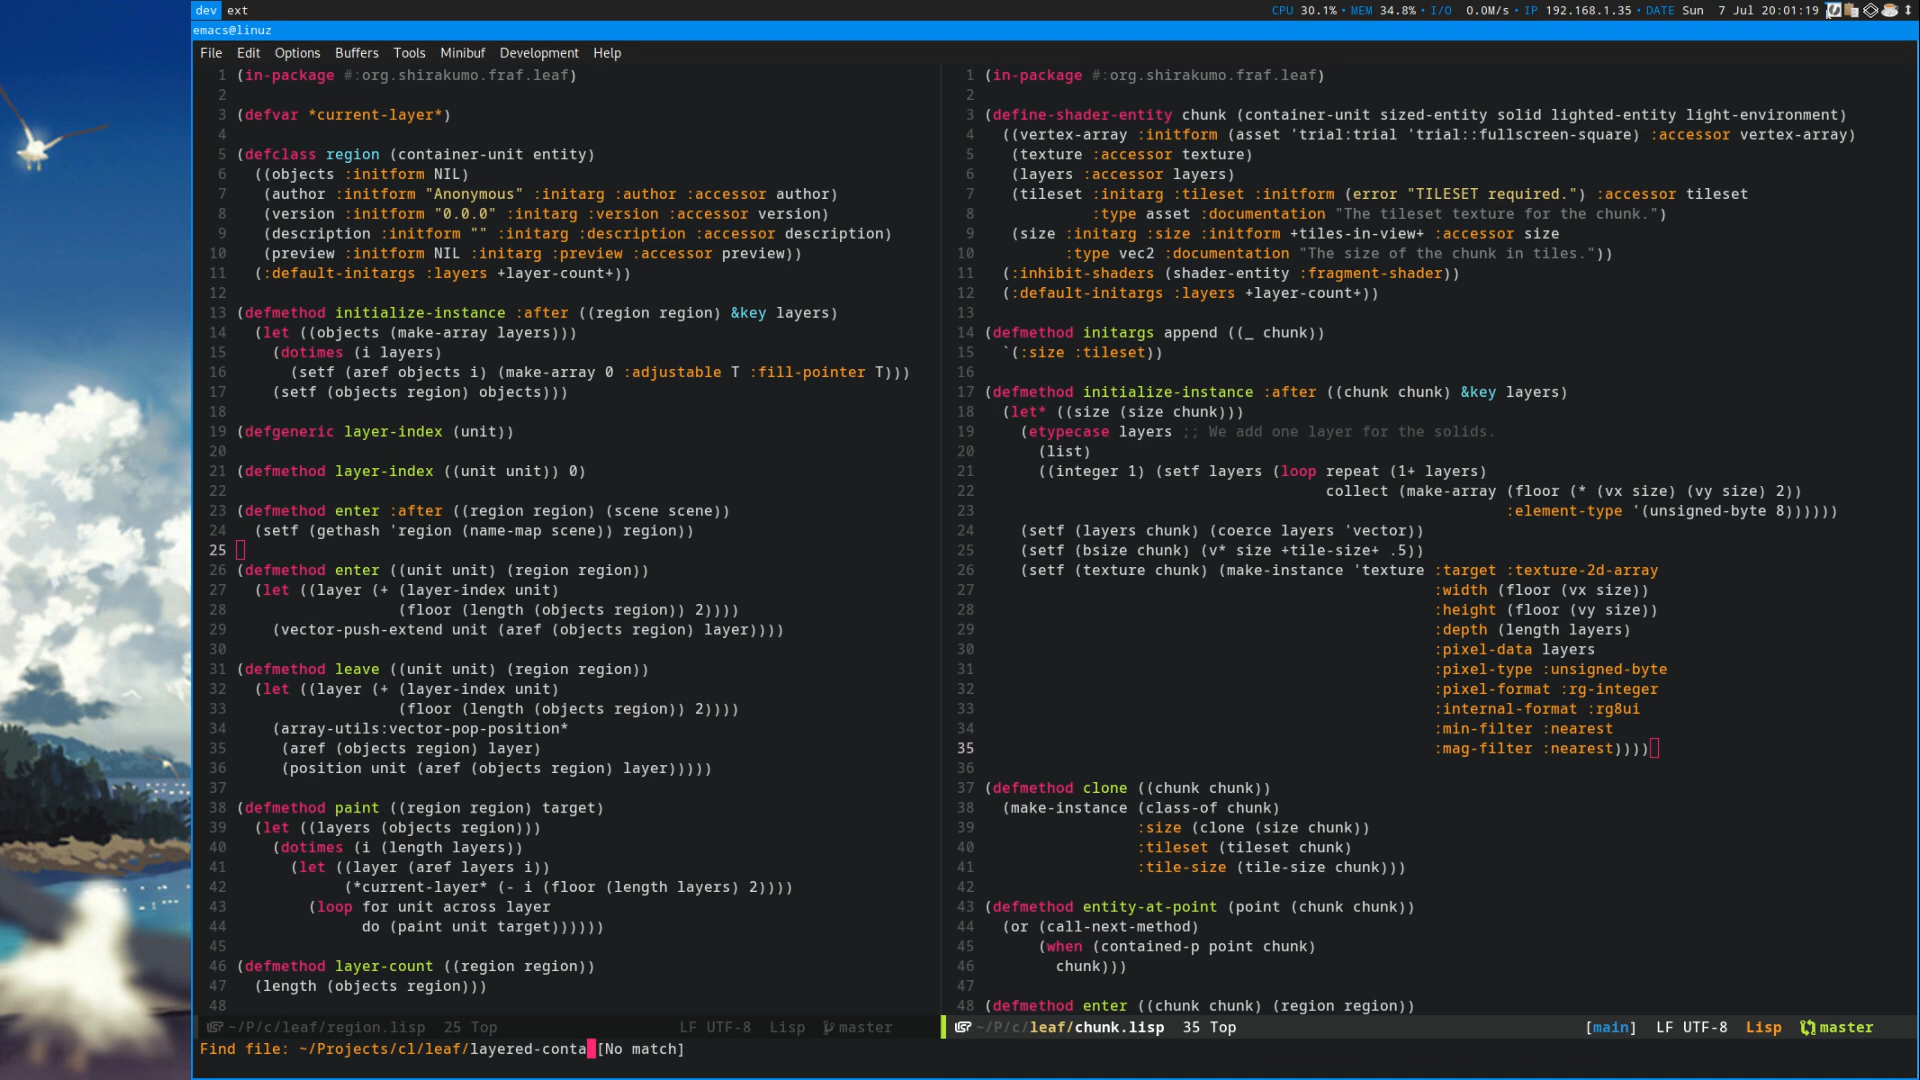 dev ext
CPU 30.1% • MEM 34.8% • I/O 0.0M/s • IP 192.168.1.35 • DATE Sun 7 Jul 20:01:19
emacs@linuz
File Edit Options Buffers Tools Minibuf Development Help
1 (in-package #:org.shirakumo.fraf.leaf)
2
3 (defvar *current-layer*)
4
5 (defclass region (container-unit entity)
6   ((objects :initform NIL)
7    (author :initform "Anonymous" :initarg :author :accessor author)
8    (version :initform "0.0.0" :initarg :version :accessor version)
9    (description :initform "" :initarg :description :accessor description)
10    (preview :initform NIL :initarg :preview :accessor preview))
11   (:default-initargs :layers +layer-count+))
12
13 (defmethod initialize-instance :after ((region region) &key layers)
14   (let ((objects (make-array layers)))
15     (dotimes (i layers)
16       (setf (aref objects i) (make-array 0 :adjustable T :fill-pointer T)))
17     (setf (objects region) objects)))
18
19 (defgeneric layer-index (unit))
20
21 (defmethod layer-index ((unit unit)) 0)
22
23 (defmethod enter :after ((region region) (scene scene))
24   (setf (gethash 'region (name-map scene)) region))
25
26 (defmethod enter ((unit unit) (region region))
27   (let ((layer (+ (layer-index unit)
28                   (floor (length (objects region)) 2))))
29     (vector-push-extend unit (aref (objects region) layer))))
30
31 (defmethod leave ((unit unit) (region region))
32   (let ((layer (+ (layer-index unit)
33                   (floor (length (objects region)) 2))))
34     (array-utils:vector-pop-position*
35      (aref (objects region) layer)
36      (position unit (aref (objects region) layer)))))
37
38 (defmethod paint ((region region) target)
39   (let ((layers (objects region)))
40     (dotimes (i (length layers))
41       (let ((layer (aref layers i))
42             (*current-layer* (- i (floor (length layers) 2))))
43         (loop for unit across layer
44               do (paint unit target))))))
45
46 (defmethod layer-count ((region region))
47   (length (objects region)))
48
~/P/c/leaf/region.lisp 25 Top LF UTF-8 Lisp master
1 (in-package #:org.shirakumo.fraf.leaf)
2
3 (define-shader-entity chunk (container-unit sized-entity solid lighted-entity light-environment)
4   ((vertex-array :initform (asset 'trial:trial 'trial::fullscreen-square) :accessor vertex-array)
5    (texture :accessor texture)
6    (layers :accessor layers)
7    (tileset :initarg :tileset :initform (error "TILESET required.") :accessor tileset
8             :type asset :documentation "The tileset texture for the chunk.")
9    (size :initarg :size :initform +tiles-in-view+ :accessor size
10          :type vec2 :documentation "The size of the chunk in tiles."))
11   (:inhibit-shaders (shader-entity :fragment-shader))
12   (:default-initargs :layers +layer-count+))
13
14 (defmethod initargs append ((_ chunk))
15   `(:size :tileset))
16
17 (defmethod initialize-instance :after ((chunk chunk) &key layers)
18   (let* ((size (size chunk)))
19     (etypecase layers ;; We add one layer for the solids.
20       (list)
21       ((integer 1) (setf layers (loop repeat (1+ layers)
22                                       collect (make-array (floor (* (vx size) (vy size) 2))
23                                                           :element-type '(unsigned-byte 8))))))
24     (setf (layers chunk) (coerce layers 'vector))
25     (setf (bsize chunk) (v* size +tile-size+ .5))
26     (setf (texture chunk) (make-instance 'texture :target :texture-2d-array
27                                                   :width (floor (vx size))
28                                                   :height (floor (vy size))
29                                                   :depth (length layers)
30                                                   :pixel-data layers
31                                                   :pixel-type :unsigned-byte
32                                                   :pixel-format :rg-integer
33                                                   :internal-format :rg8ui
34                                                   :min-filter :nearest
35                                                   :mag-filter :nearest))))
36
37 (defmethod clone ((chunk chunk))
38   (make-instance (class-of chunk)
39                  :size (clone (size chunk))
40                  :tileset (tileset chunk)
41                  :tile-size (tile-size chunk)))
42
43 (defmethod entity-at-point (point (chunk chunk))
44   (or (call-next-method)
45       (when (contained-p point chunk)
46         chunk)))
47
48 (defmethod enter ((chunk chunk) (region region))
~/P/c/leaf/chunk.lisp 35 Top [main] LF UTF-8 Lisp master
Find file: ~/Projects/cl/leaf/layered-conta [No match]